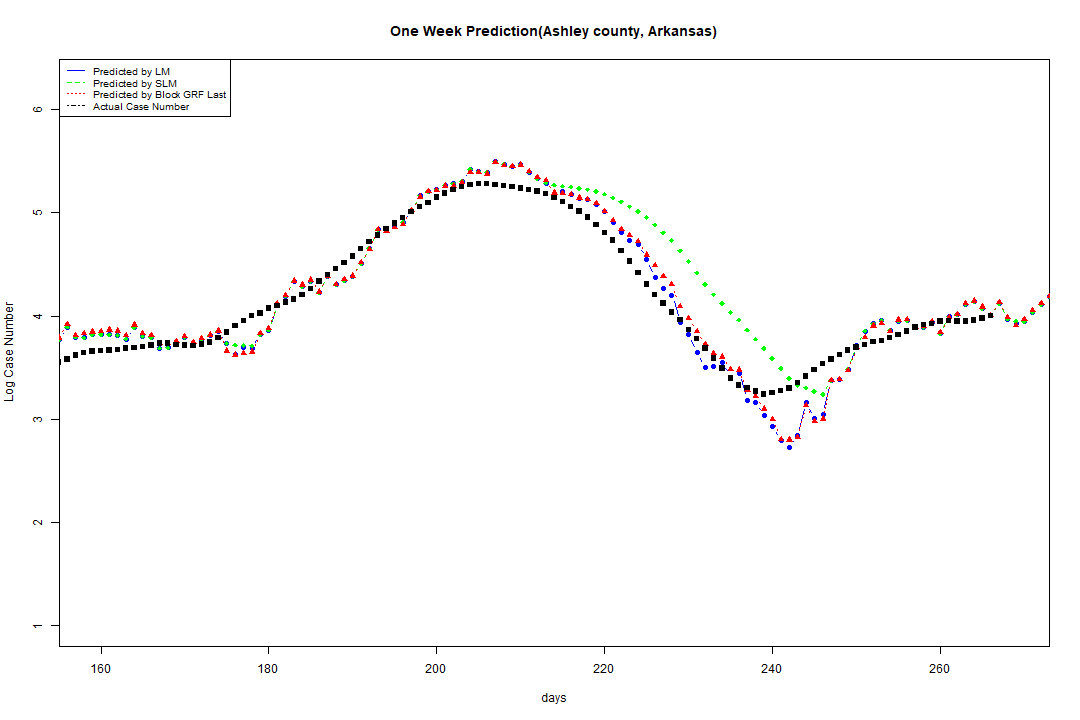 One Week Prediction(Ashley county, Arkansas)
Predicted by LM
Predicted by SLM
Predicted by Block GRF Last
Actual Case Number
6
5
4
3
2
1
Log Case Number
160 180 200 220 240 260
days